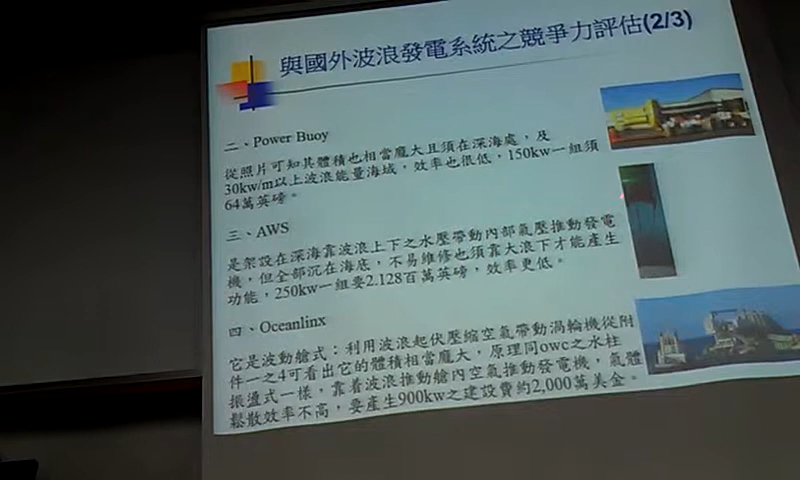 與國外波浪發電系統之競爭力評估(2/3)
二、Power Buoy
從照片可知其體積也相當龐大且須在深海處，及
30kw/m以上波浪能量海域，效率也很低，150kw一組須
64萬英磅。
三、AWS
是架設在深海靠波浪上下之水壓帶動內部氣壓推動發電
機，但全部沉在海底，不易維修也須靠大浪下才能產生
功能，250kw一組要2.128百萬英磅，效率更低。
四、Oceanlinx
它是波動艙式：利用波浪起伏壓縮空氣帶動渦輪機從附
件一之4可看出它的體積相當龐大，原理同owc之水柱
振盪式一樣，靠着波浪推動艙內空氣推動發電機，氣體
鬆散效率不高，要產生900kw之建設費約2,000萬美金。